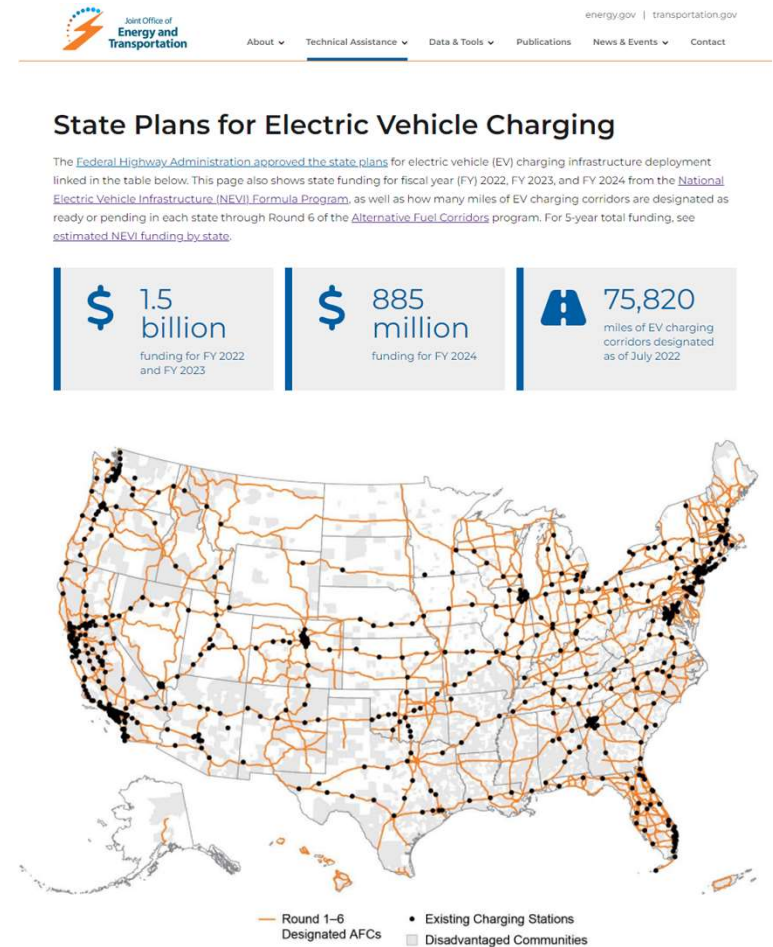 energy.gov | transportation.gov
Joint Office of
Energy and
Transportation
About Technical Assistance Data & Tools Publications News & Events Contact
State Plans for Electric Vehicle Charging
The Federal Highway Administration approved the state plans for electric vehicle (EV) charging infrastructure deployment
linked in the table below. This page also shows state funding for fiscal year (FY) 2022, FY 2023, and FY 2024 from the National
Electric Vehicle Infrastructure (NEVI) Formula Program, as well as how many miles of EV charging corridors are designated as
ready or pending in each state through Round 6 of the Alternative Fuel Corridors program. For 5-year total funding, see
estimated NEVI funding by state.
$ 1.5
billion
funding for FY 2022
and FY 2023
$ 885
million
funding for FY 2024
75,820
miles of EV charging
corridors designated
as of July 2022
Round 1–6
Designated AFCs
Existing Charging Stations
Disadvantaged Communities